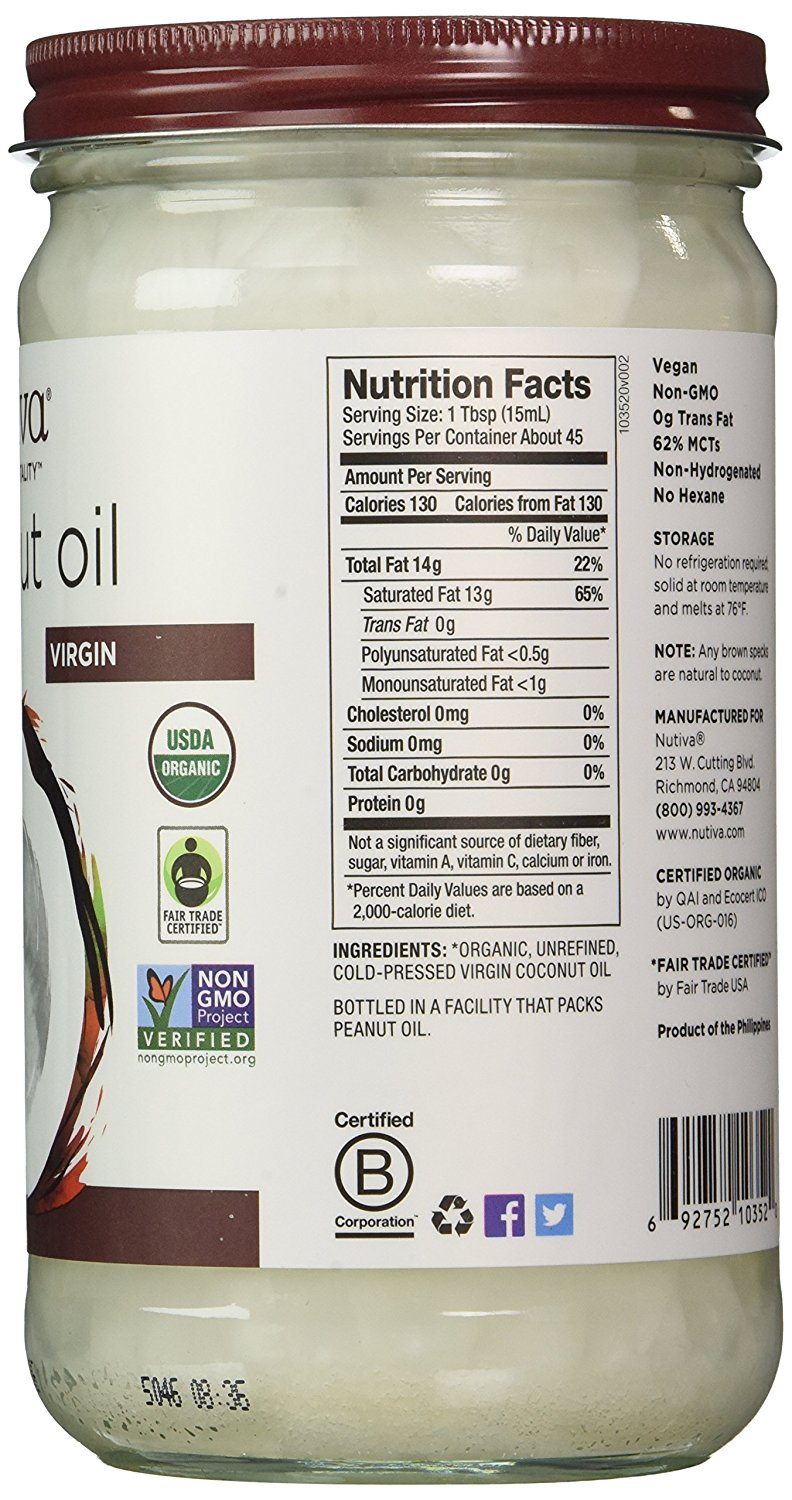 va®
ALITY™
ut oil
VIRGIN
USDA
ORGANIC
FAIR TRADE
CERTIFIED™
NON
GMO
Project
VERIFIED
nongmoproject.org
Nutrition Facts
Serving Size: 1 Tbsp (15mL)
Servings Per Container About 45
Amount Per Serving
Calories 130 Calories from Fat 130
% Daily Value*
Total Fat 14g 22%
Saturated Fat 13g 65%
Trans Fat 0g
Polyunsaturated Fat <0.5g
Monounsaturated Fat <1g
Cholesterol 0mg 0%
Sodium 0mg 0%
Total Carbohydrate 0g 0%
Protein 0g
Not a significant source of dietary fiber,
sugar, vitamin A, vitamin C, calcium or iron.
*Percent Daily Values are based on a
2,000-calorie diet.
103520v002
INGREDIENTS: *ORGANIC, UNREFINED,
COLD-PRESSED VIRGIN COCONUT OIL
BOTTLED IN A FACILITY THAT PACKS
PEANUT OIL.
Certified
B
Corporation™
f
Vegan
Non-GMO
0g Trans Fat
62% MCTs
Non-Hydrogenated
No Hexane
STORAGE
No refrigeration required,
solid at room temperature
and melts at 76°F.
NOTE: Any brown specks
are natural to coconut.
MANUFACTURED FOR
Nutiva®
213 W. Cutting Blvd.
Richmond, CA 94804
(800) 993-4367
www.nutiva.com
CERTIFIED ORGANIC
by QAI and Ecocert ICO
(US-ORG-016)
*FAIR TRADE CERTIFIED™
by Fair Trade USA
Product of the Philippines
6 92752 10352 0
5046 08:36